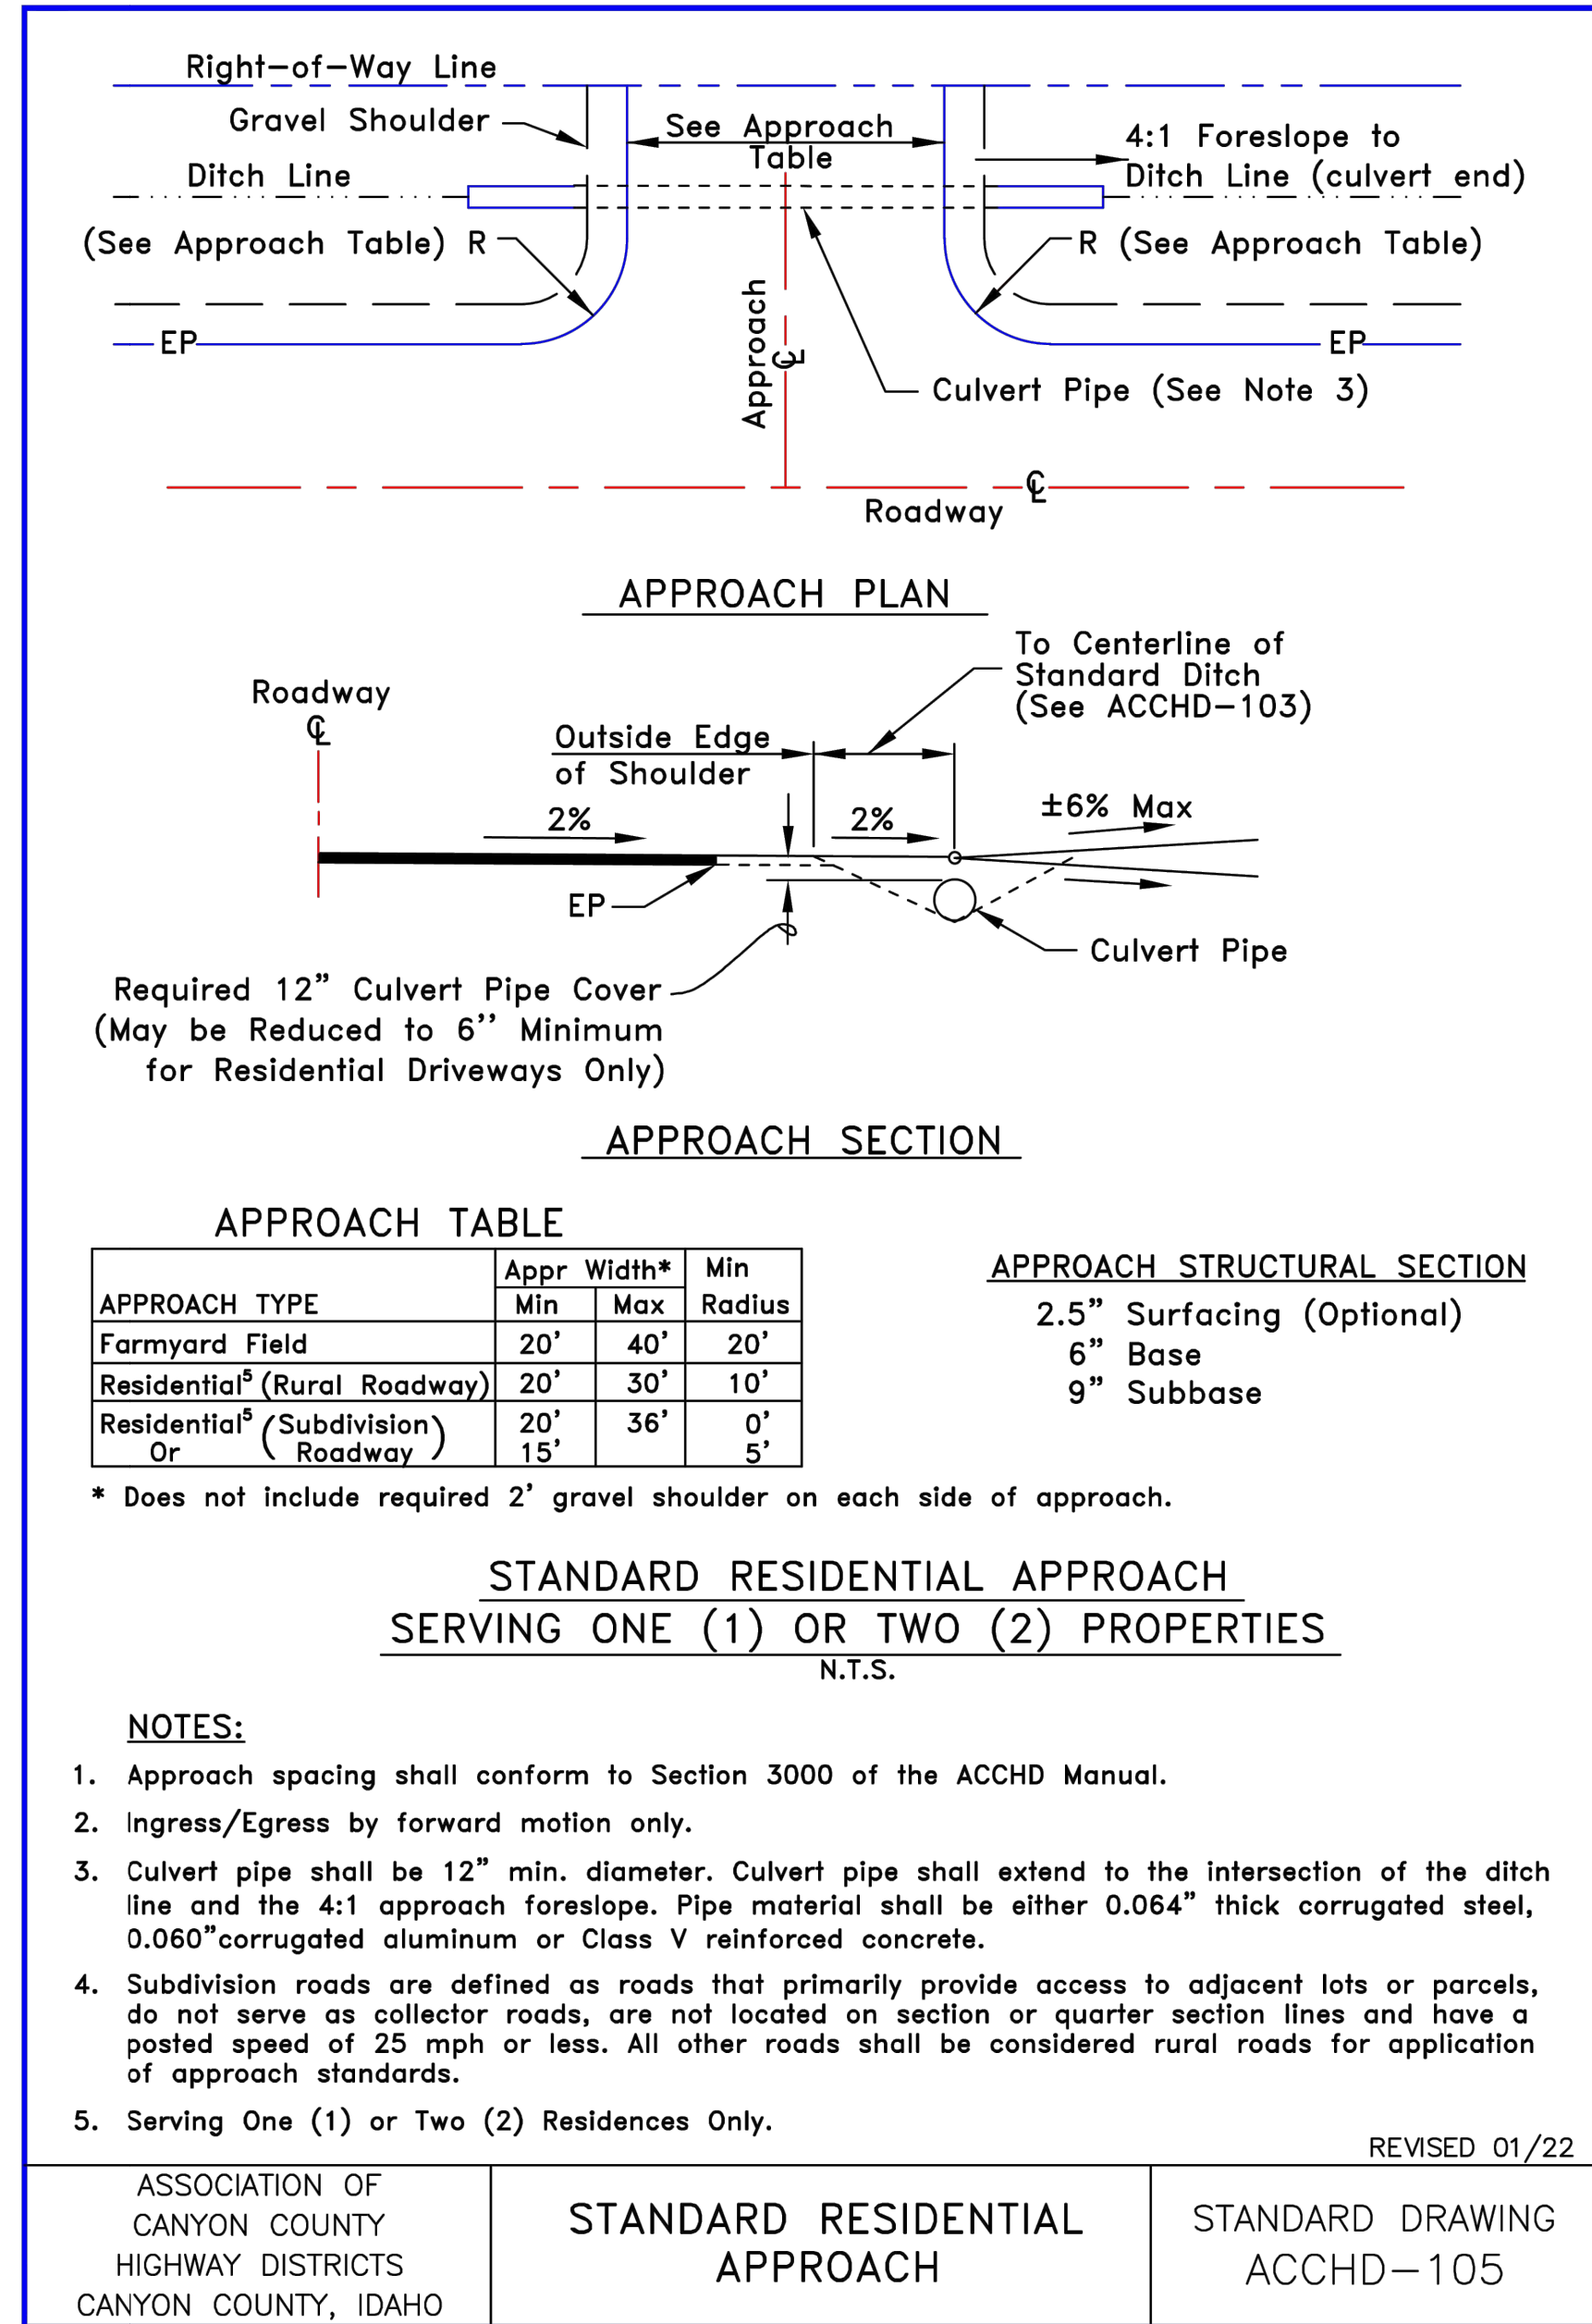 Right-of-Way Line
Gravel Shoulder
See Approach
Table
4:1 Foreslope to
Ditch Line (culvert end)
Ditch Line
(See Approach Table) R
R (See Approach Table)
EP
EP
Approach
℄
Culvert Pipe (See Note 3)
℄
Roadway
APPROACH PLAN
To Centerline of
Standard Ditch
(See ACCHD-103)
Roadway
℄
Outside Edge
of Shoulder
2%
2%
±6% Max
EP
Culvert Pipe
Required 12" Culvert Pipe Cover
(May be Reduced to 6'' Minimum
for Residential Driveways Only)
APPROACH SECTION
APPROACH TABLE
APPROACH TYPE Appr Width* Min Radius
Min Max
Farmyard Field 20' 40' 20'
Residential⁵ (Rural Roadway) 20' 30' 10'
Residential⁵ (Subdivision 20' 36' 0'
Or Roadway) 15' 5'
* Does not include required 2' gravel shoulder on each side of approach.
APPROACH STRUCTURAL SECTION
2.5" Surfacing (Optional)
6" Base
9" Subbase
STANDARD RESIDENTIAL APPROACH
SERVING ONE (1) OR TWO (2) PROPERTIES
N.T.S.
NOTES:
1. Approach spacing shall conform to Section 3000 of the ACCHD Manual.
2. Ingress/Egress by forward motion only.
3. Culvert pipe shall be 12" min. diameter. Culvert pipe shall extend to the intersection of the ditch
line and the 4:1 approach foreslope. Pipe material shall be either 0.064" thick corrugated steel,
0.060"corrugated aluminum or Class V reinforced concrete.
4. Subdivision roads are defined as roads that primarily provide access to adjacent lots or parcels,
do not serve as collector roads, are not located on section or quarter section lines and have a
posted speed of 25 mph or less. All other roads shall be considered rural roads for application
of approach standards.
5. Serving One (1) or Two (2) Residences Only.
REVISED 01/22
ASSOCIATION OF
CANYON COUNTY
HIGHWAY DISTRICTS
CANYON COUNTY, IDAHO
STANDARD RESIDENTIAL
APPROACH
STANDARD DRAWING
ACCHD-105